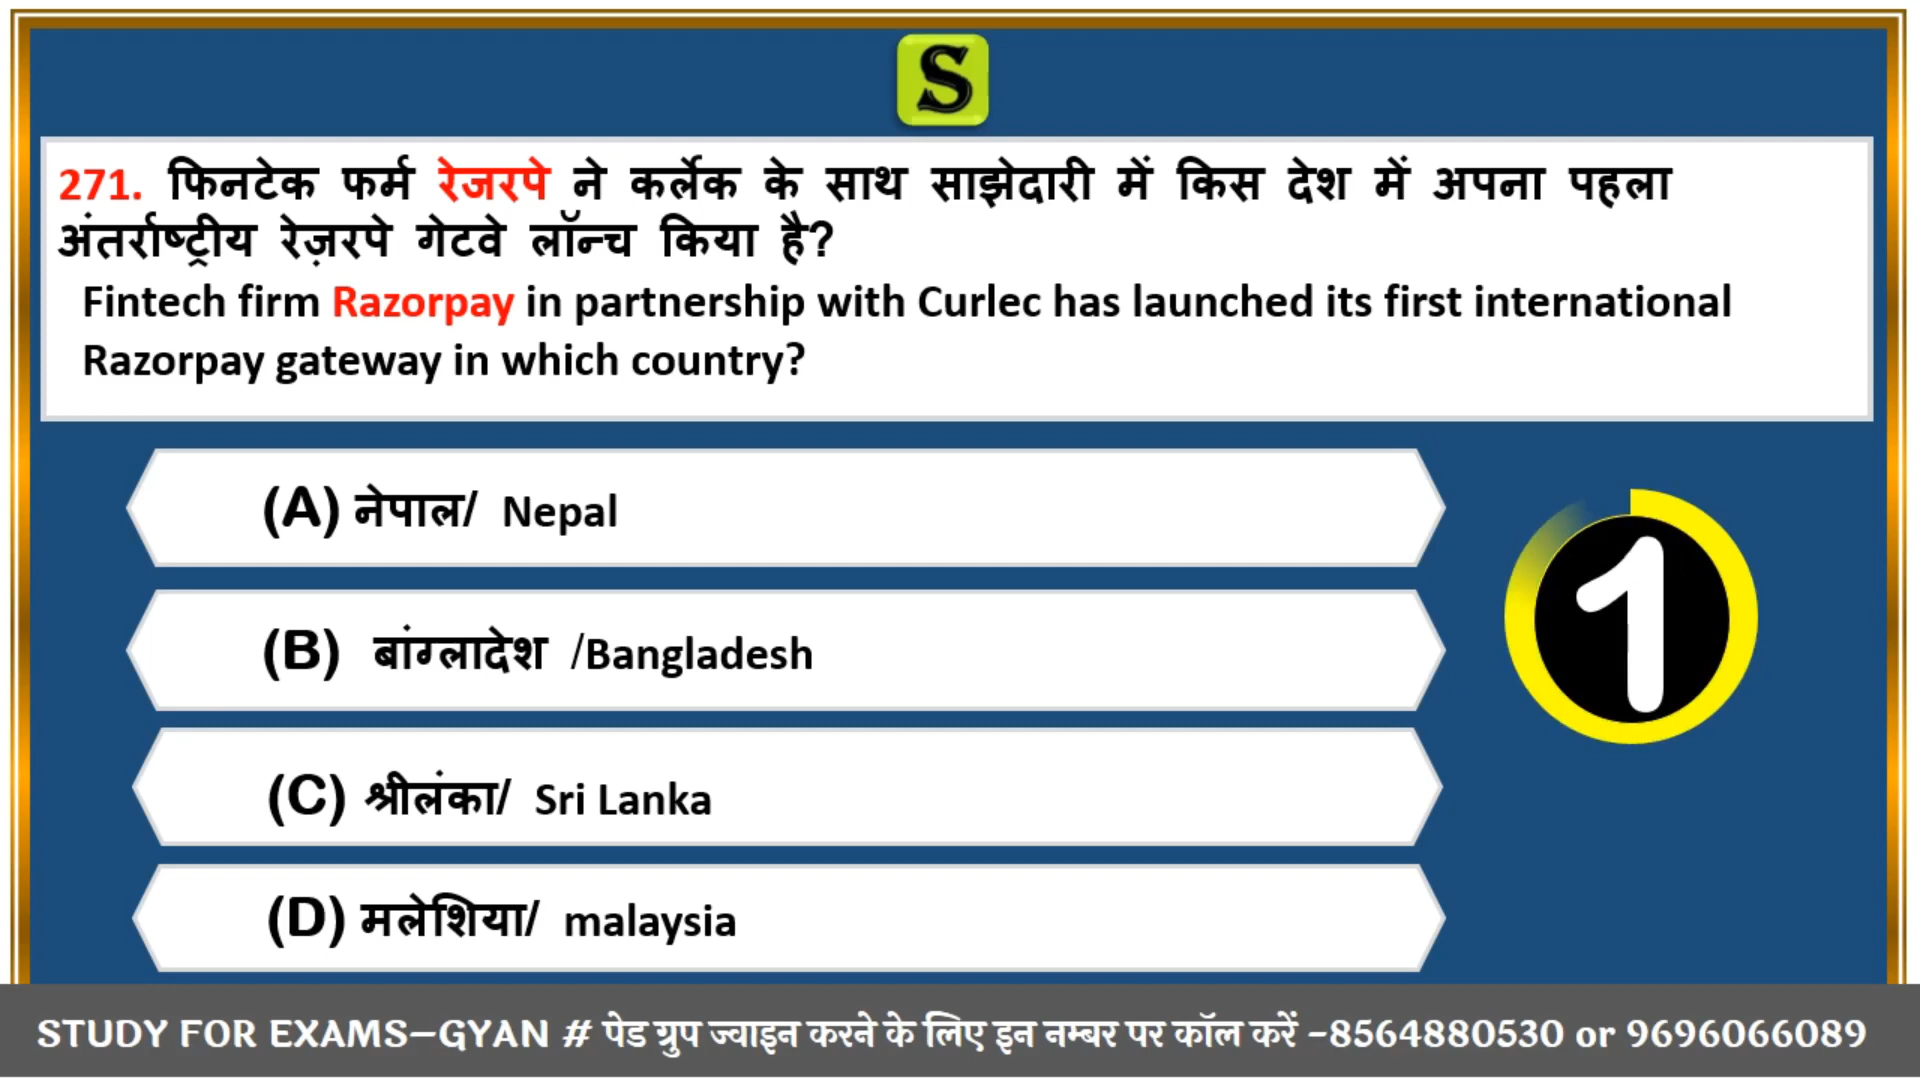 S
271. फिनटेक फर्म रेजरपे ने कर्लेक के साथ साझेदारी में किस देश में अपना पहला
अंतर्राष्ट्रीय रेज़रपे गेटवे लॉन्च किया है?
Fintech firm Razorpay in partnership with Curlec has launched its first international
Razorpay gateway in which country?
(A) नेपाल/ Nepal
(B) बांग्लादेश /Bangladesh
1
(C) श्रीलंका/ Sri Lanka
(D) मलेशिया/ malaysia
STUDY FOR EXAMS–GYAN # पेड ग्रुप ज्वाइन करने के लिए इन नम्बर पर कॉल करें –8564880530 or 9696066089